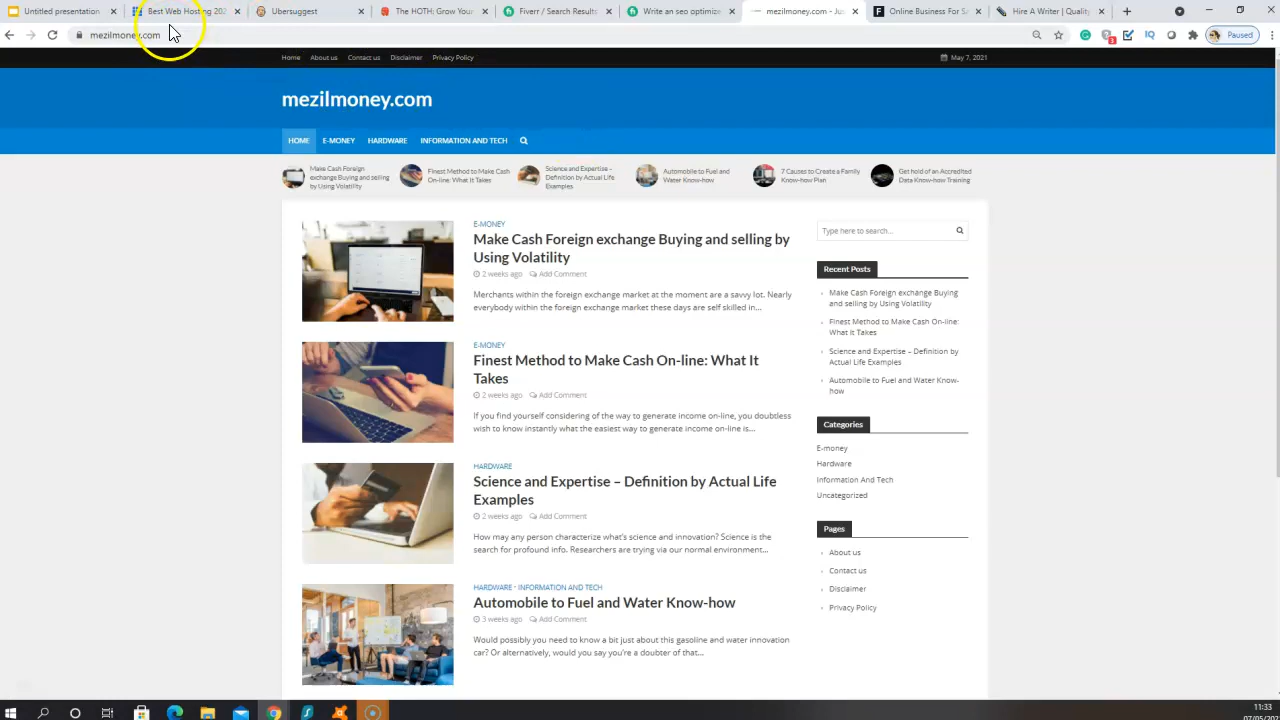 Untitled presentation
Best Web Hosting 202
Ubersuggest
The HOTH: Grow Your
Fiverr / Search Results
Write an seo optimize
mezilmoney.com - Jus
Online Business For Sa
Hire A Writer | Quality
mezilmoney.com
3
Paused
Home About us Contact us Disclaimer Privacy Policy
May 7, 2021
mezilmoney.com
HOME E-MONEY HARDWARE INFORMATION AND TECH
Make Cash Foreign
exchange Buying and selling
by Using Volatility
Finest Method to Make Cash
On-line: What It Takes
Science and Expertise –
Definition by Actual Life
Examples
Automobile to Fuel and
Water Know-how
7 Causes to Create a Family
Know-how Plan
Get hold of an Accredited
Data Know-how Training
E-MONEY
Make Cash Foreign exchange Buying and selling by
Using Volatility
2 weeks ago Add Comment
Merchants within the foreign exchange market at the moment are a savvy lot. Nearly
everybody within the foreign exchange market these days are self skilled in...
E-MONEY
Finest Method to Make Cash On-line: What It
Takes
2 weeks ago Add Comment
If you find yourself considering of the way to generate income on-line, you doubtless
wish to know instantly what the easiest way to generate income on-line is...
HARDWARE
Science and Expertise – Definition by Actual Life
Examples
2 weeks ago Add Comment
How may any person characterize what's science and innovation? Science is the
search for profound info. Researchers are trying via our normal environment...
HARDWARE • INFORMATION AND TECH
Automobile to Fuel and Water Know-how
3 weeks ago Add Comment
Would possibly you need to know a bit just about this gasoline and water innovation
car? Or alternatively, would you say you're a doubter of that...
Type here to search...
Recent Posts
Make Cash Foreign exchange Buying
and selling by Using Volatility
Finest Method to Make Cash On-line:
What It Takes
Science and Expertise – Definition by
Actual Life Examples
Automobile to Fuel and Water Know-
how
Categories
E-money
Hardware
Information And Tech
Uncategorized
Pages
About us
Contact us
Disclaimer
Privacy Policy
11:33